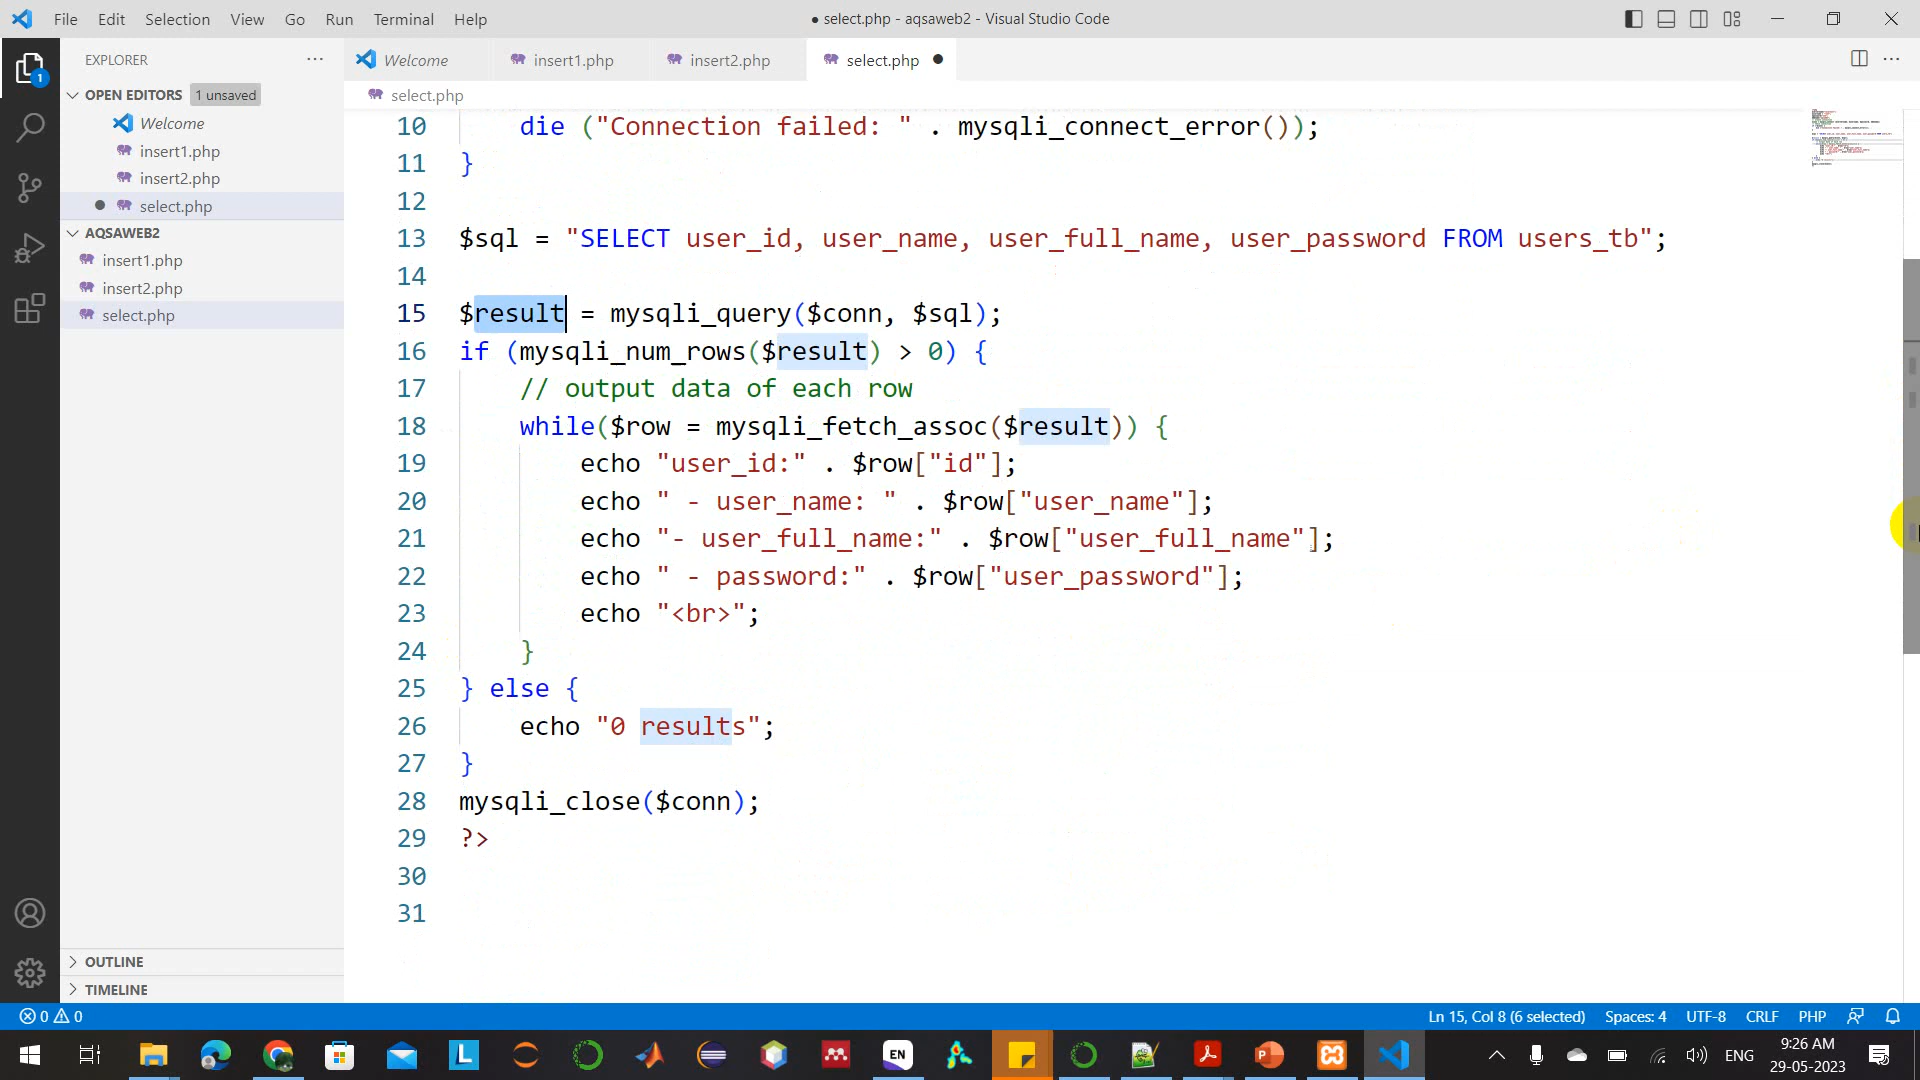 File Edit Selection View Go Run Terminal Help
● select.php - aqsaweb2 - Visual Studio Code
EXPLORER
Welcome insert1.php insert2.php select.php
select.php
OPEN EDITORS 1 unsaved
Welcome
insert1.php
insert2.php
select.php
AQSAWEB2
insert1.php
insert2.php
select.php
OUTLINE
TIMELINE
1
10 die ("Connection failed: " . mysqli_connect_error());
11 }
12
13 $sql = "SELECT user_id, user_name, user_full_name, user_password FROM users_tb";
14
15 $result = mysqli_query($conn, $sql);
16 if (mysqli_num_rows($result) > 0) {
17 // output data of each row
18 while($row = mysqli_fetch_assoc($result)) {
19 echo "user_id:" . $row["id"];
20 echo " - user_name: " . $row["user_name"];
21 echo "- user_full_name:" . $row["user_full_name"];
22 echo " - password:" . $row["user_password"];
23 echo "<br>";
24 }
25 } else {
26 echo "0 results";
27 }
28 mysqli_close($conn);
29 ?>
30
31
0 0
Ln 15, Col 8 (6 selected) Spaces: 4 UTF-8 CRLF PHP
L
EN
ENG
9:26 AM
29-05-2023